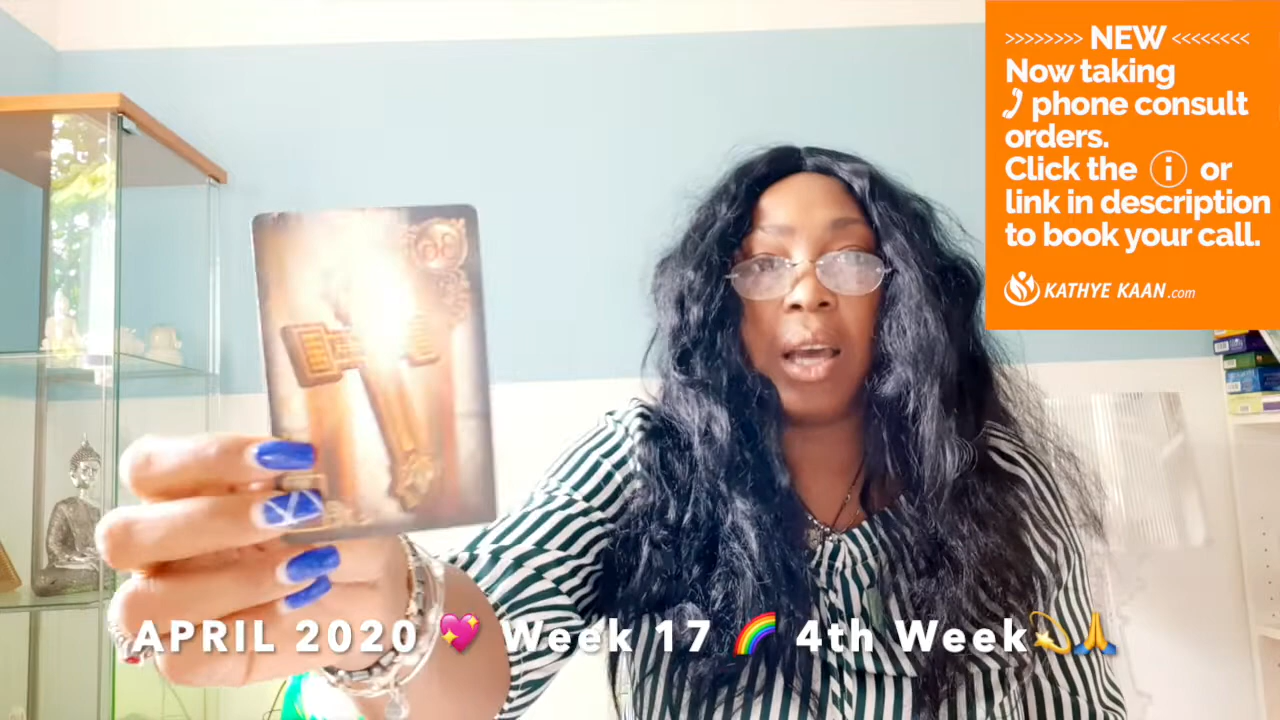 >>>>>>>> NEW <<<<<<<<
Now taking
phone consult
orders.
Click the ⓘ or
link in description
to book your call.
KATHYE KAAN.com
APRIL 2020 💖 Week 17 🌈 4th Week💫🙏